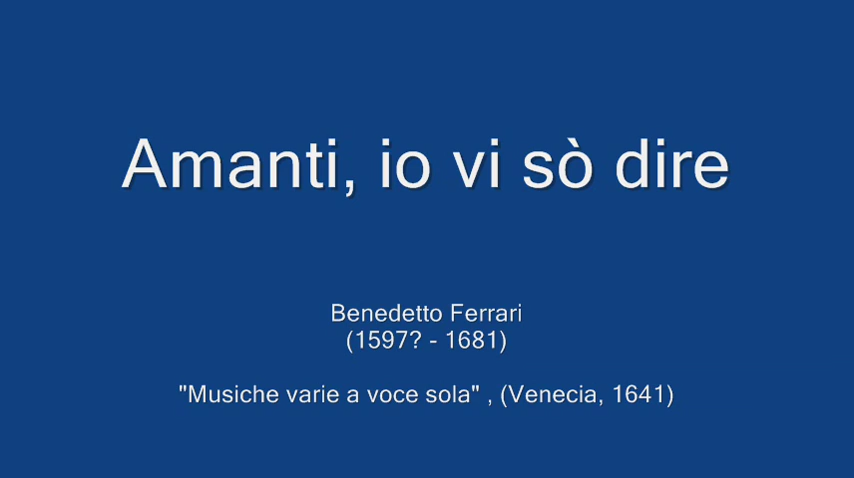 Amanti, io vi sò dire
Benedetto Ferrari
(1597? - 1681)
"Musiche varie a voce sola" , (Venecia, 1641)